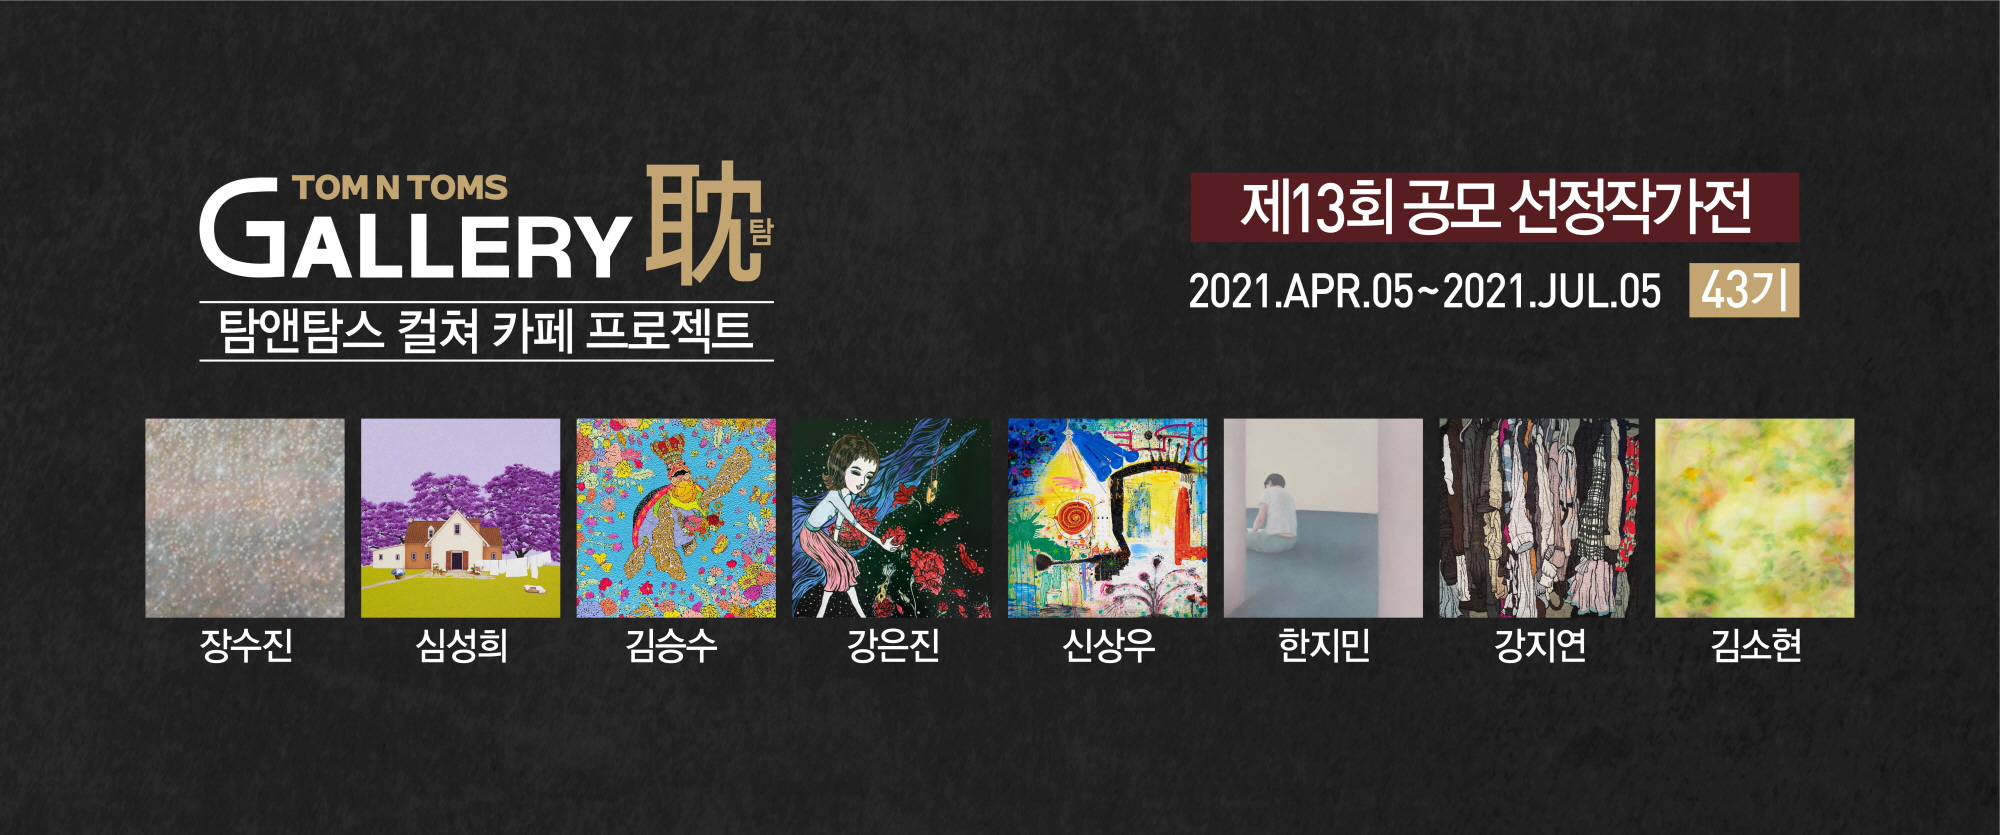 TOM N TOMS
GALLERY 耽 탐
탐앤탐스 컬쳐 카페 프로젝트
제13회 공모 선정작가전
2021.APR.05~2021.JUL.05 43기
장수진
심성희
김승수
강은진
신상우
한지민
강지연
김소현